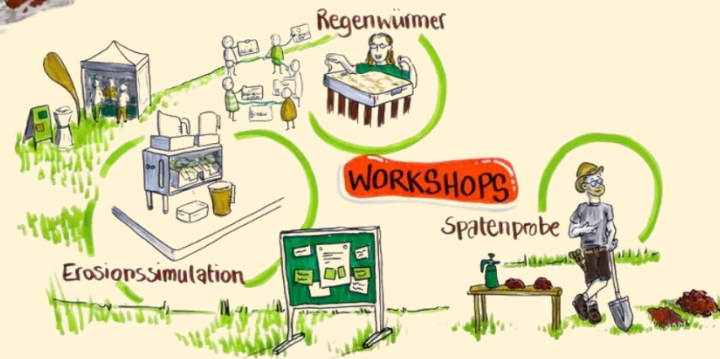 Regenwürmer
WORKSHOPS
Spatenprobe
Erosionssimulation